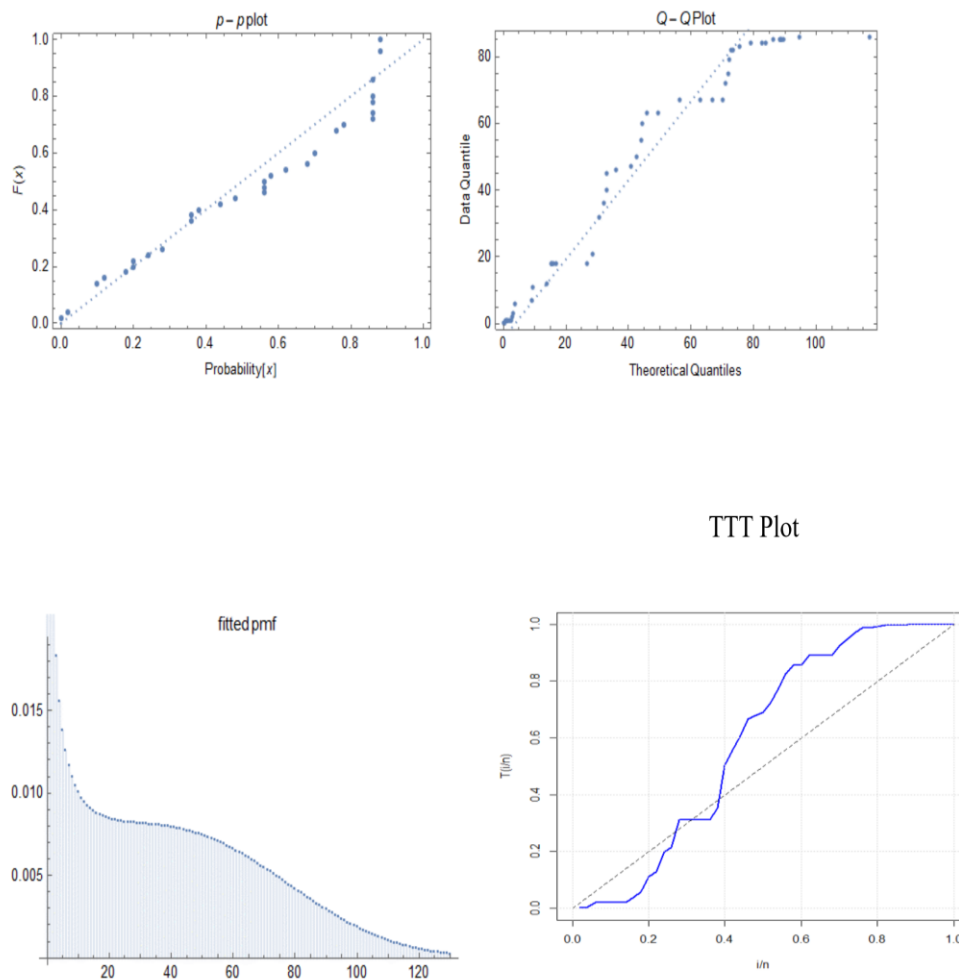 p – p plot
1.0
0.8
0.6
0.4
0.2
0.0
F(x)
0.0 0.2 0.4 0.6 0.8 1.0
Probability[x]
Q – Q Plot
80
60
40
20
0
Data Quantile
0 20 40 60 80 100
Theoretical Quantiles
fitted pmf
0.015
0.010
0.005
20 40 60 80 100 120
TTT Plot
1.0
0.8
0.6
0.4
0.2
0.0
T(i/n)
0.0 0.2 0.4 0.6 0.8 1.0
i/n